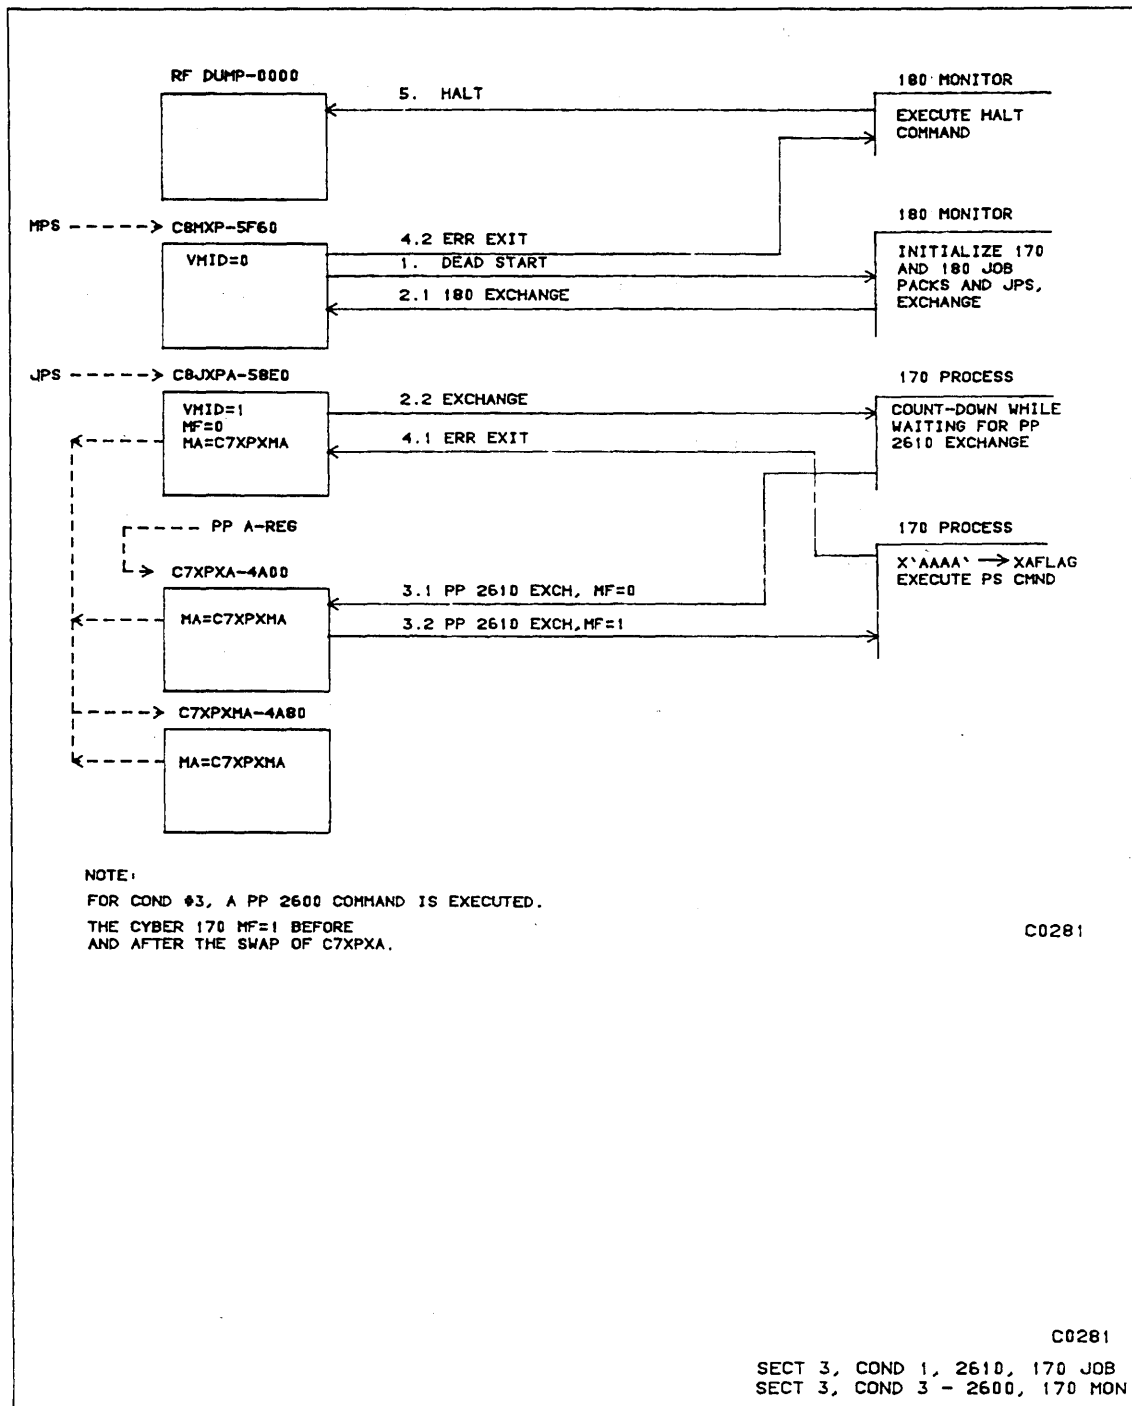 RF DUMP-0000
180 MONITOR
5. HALT
EXECUTE HALT
COMMAND
MPS
C8MXP-5F60
180 MONITOR
VMID=0
4.2 ERR EXIT
1. DEAD START
2.1 180 EXCHANGE
INITIALIZE 170
AND 180 JOB
PACKS AND JPS,
EXCHANGE
JPS
C8JXPA-58E0
170 PROCESS
VMID=1
MF=0
MA=C7XPXMA
2.2 EXCHANGE
4.1 ERR EXIT
COUNT-DOWN WHILE
WAITING FOR PP
2610 EXCHANGE
PP A-REG
170 PROCESS
C7XPXA-4A00
X`AAAA` → XAFLAG
EXECUTE PS CMND
MA=C7XPXMA
3.1 PP 2610 EXCH, MF=0
3.2 PP 2610 EXCH,MF=1
C7XPXMA-4A80
MA=C7XPXMA
NOTE:
FOR COND #3, A PP 2600 COMMAND IS EXECUTED.
THE CYBER 170 MF=1 BEFORE
AND AFTER THE SWAP OF C7XPXA.
C0281
C0281
SECT 3, COND 1, 2610, 170 JOB
SECT 3, COND 3 - 2600, 170 MON